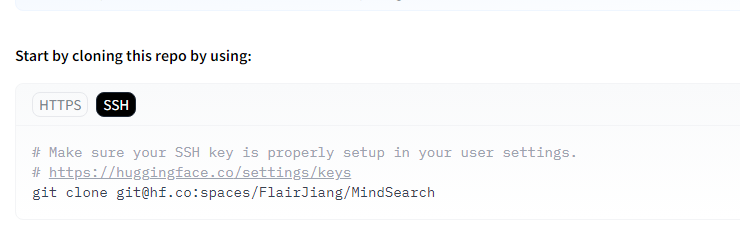 Start by cloning this repo by using:
HTTPS SSH
# Make sure your SSH key is properly setup in your user settings.
# https://huggingface.co/settings/keys
git clone git@hf.co:spaces/FlairJiang/MindSearch